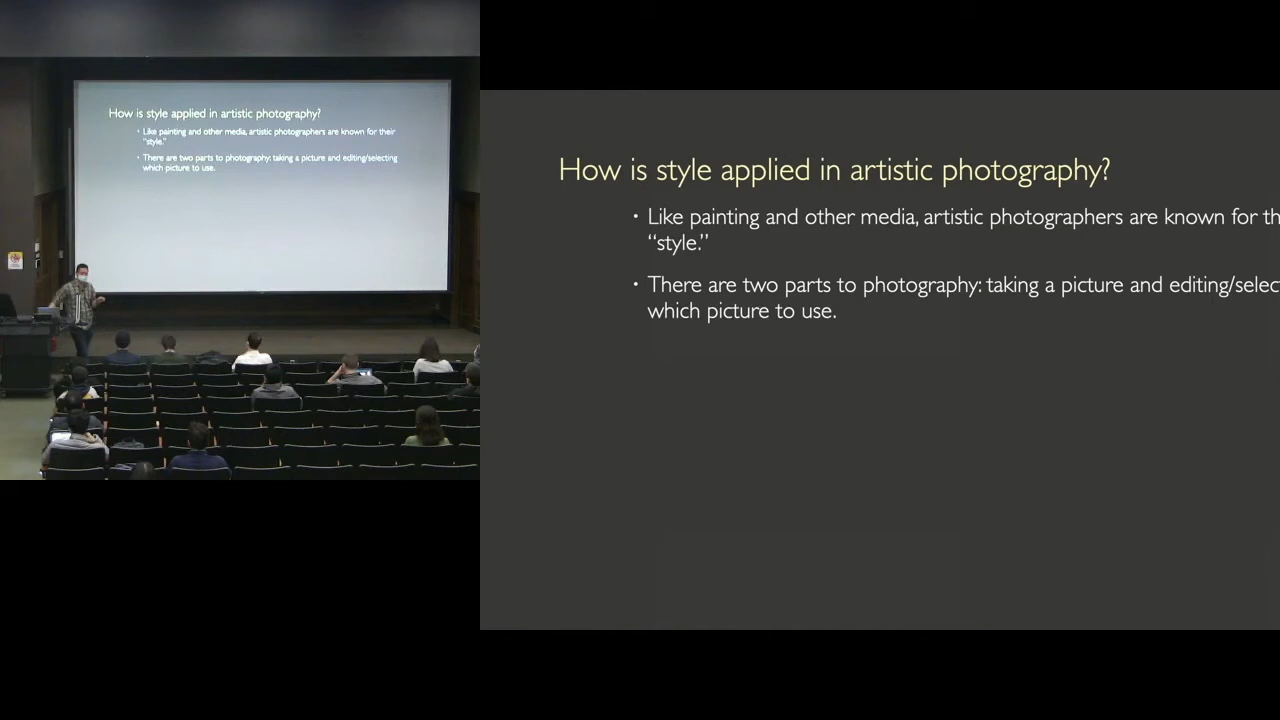 How is style applied in artistic photography?
• Like painting and other media, artistic photographers are known for their
“style.”
• There are two parts to photography: taking a picture and editing/selecting
which picture to use.
How is style applied in artistic photography?
• Like painting and other media, artistic photographers are known for th
“style.”
• There are two parts to photography: taking a picture and editing/selec
which picture to use.